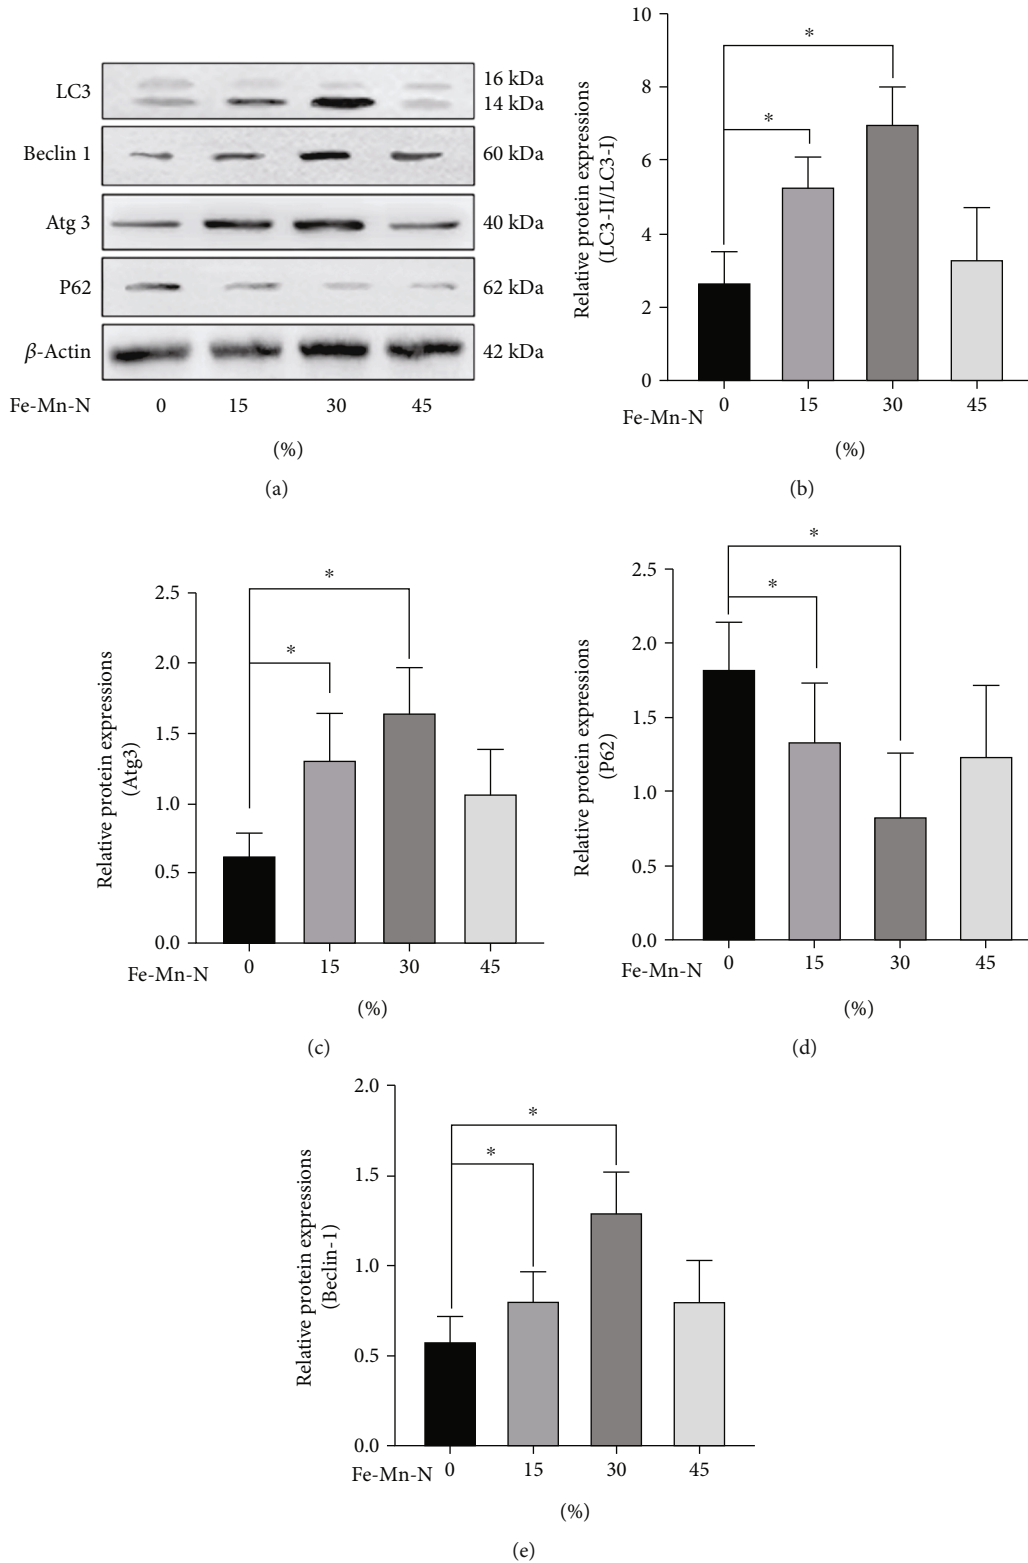 LC3
16 kDa
14 kDa
Beclin 1
60 kDa
Atg 3
40 kDa
P62
62 kDa
β-Actin
42 kDa
Fe-Mn-N 0 15 30 45
(%)
(a)
Relative protein expressions
(LC3-II/LC3-I)
10
8
6
4
2
0
*
*
Fe-Mn-N 0 15 30 45
(%)
(b)
Relative protein expressions
(Atg3)
2.5
2.0
1.5
1.0
0.5
0.0
*
*
Fe-Mn-N 0 15 30 45
(%)
(c)
Relative protein expressions
(P62)
2.5
2.0
1.5
1.0
0.5
0.0
*
*
Fe-Mn-N 0 15 30 45
(%)
(d)
Relative protein expressions
(Beclin-1)
2.0
1.5
1.0
0.5
0.0
*
*
Fe-Mn-N 0 15 30 45
(%)
(e)